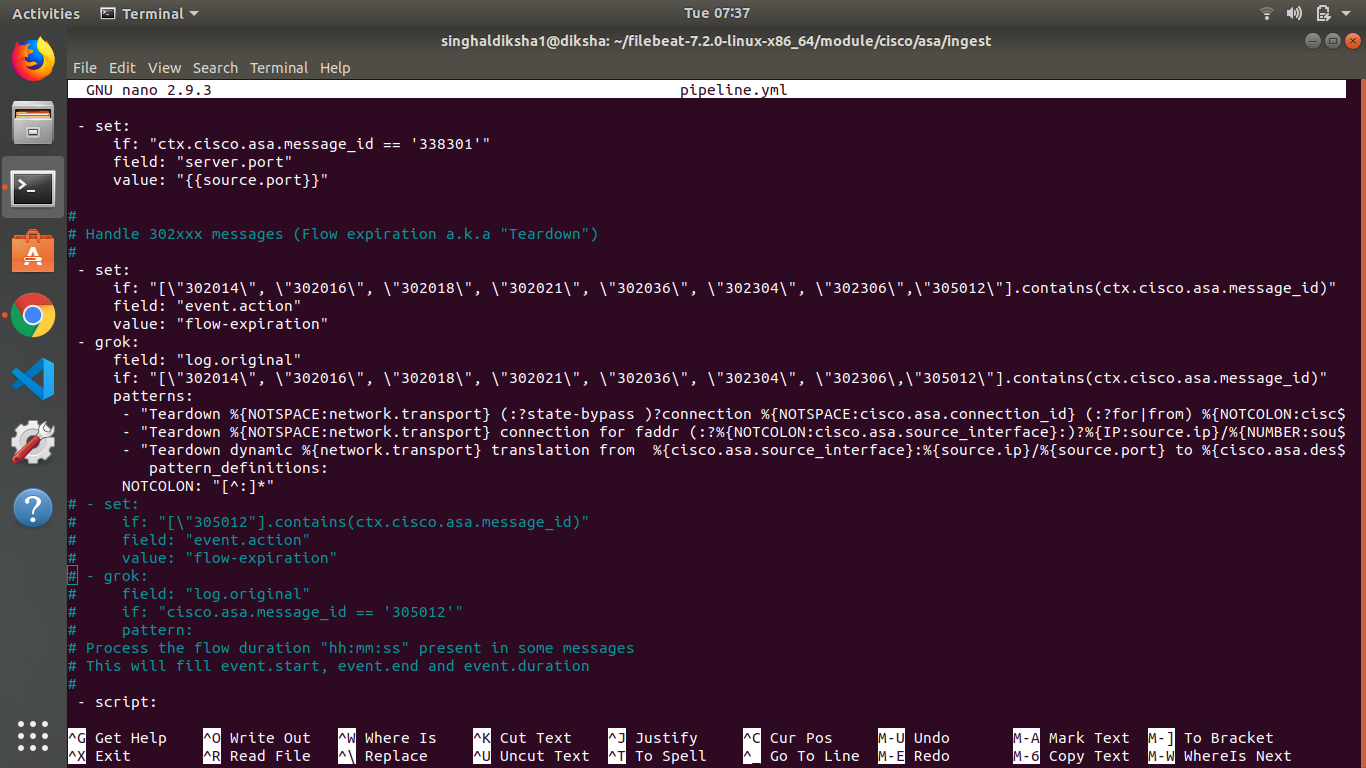 Activities Terminal Tue 07:37
singhaldiksha1@diksha: ~/filebeat-7.2.0-linux-x86_64/module/cisco/asa/ingest
File Edit View Search Terminal Help
GNU nano 2.9.3 pipeline.yml
- set:
if: "ctx.cisco.asa.message_id == '338301'"
field: "server.port"
value: "{{source.port}}"
#
# Handle 302xxx messages (Flow expiration a.k.a "Teardown")
#
- set:
if: "[\"302014\", \"302016\", \"302018\", \"302021\", \"302036\", \"302304\", \"302306\",\"305012\"].contains(ctx.cisco.asa.message_id)"
field: "event.action"
value: "flow-expiration"
- grok:
field: "log.original"
if: "[\"302014\", \"302016\", \"302018\", \"302021\", \"302036\", \"302304\", \"302306\,\"305012\"].contains(ctx.cisco.asa.message_id)"
patterns:
- "Teardown %{NOTSPACE:network.transport} (:?state-bypass )?connection %{NOTSPACE:cisco.asa.connection_id} (:?for|from) %{NOTCOLON:cisc$
- "Teardown %{NOTSPACE:network.transport} connection for faddr (:?%{NOTCOLON:cisco.asa.source_interface}:)?%{IP:source.ip}/%{NUMBER:sou$
- "Teardown dynamic %{network.transport} translation from  %{cisco.asa.source_interface}:%{source.ip}/%{source.port} to %{cisco.asa.des$
pattern_definitions:
NOTCOLON: "[^:]*"
# - set:
# if: "[\"305012"].contains(ctx.cisco.asa.message_id)"
# field: "event.action"
# value: "flow-expiration"
# - grok:
# field: "log.original"
# if: "cisco.asa.message_id == '305012'"
# pattern:
# Process the flow duration "hh:mm:ss" present in some messages
# This will fill event.start, event.end and event.duration
#
- script:
^G Get Help ^O Write Out ^W Where Is ^K Cut Text ^J Justify ^C Cur Pos M-U Undo M-A Mark Text M-] To Bracket
^X Exit ^R Read File ^\ Replace ^U Uncut Text ^T To Spell ^_ Go To Line M-E Redo M-6 Copy Text M-W WhereIs Next